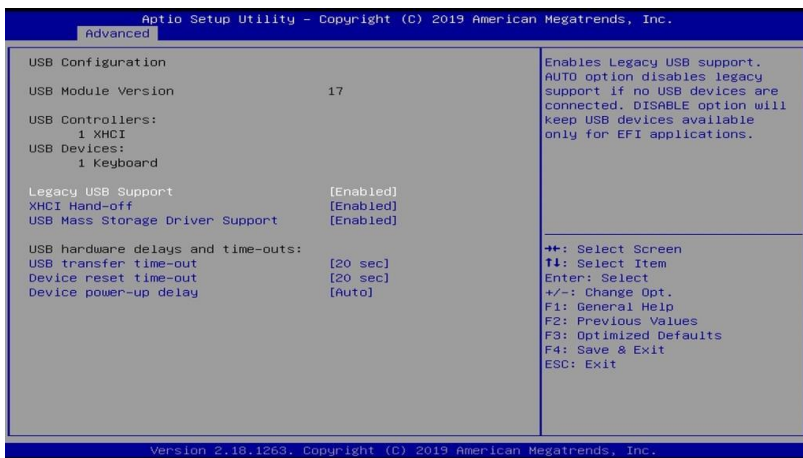 Aptio Setup Utility – Copyright (C) 2019 American Megatrends, Inc.
Advanced
USB Configuration
USB Module Version 17
USB Controllers:
1 XHCI
USB Devices:
1 Keyboard
Legacy USB Support [Enabled]
XHCI Hand-off [Enabled]
USB Mass Storage Driver Support [Enabled]
USB hardware delays and time-outs:
USB transfer time-out [20 sec]
Device reset time-out [20 sec]
Device power-up delay [Auto]
Enables Legacy USB support.
AUTO option disables legacy
support if no USB devices are
connected. DISABLE option will
keep USB devices available
only for EFI applications.
→←: Select Screen
↑↓: Select Item
Enter: Select
+/-: Change Opt.
F1: General Help
F2: Previous Values
F3: Optimized Defaults
F4: Save & Exit
ESC: Exit
Version 2.18.1263. Copyright (C) 2019 American Megatrends, Inc.